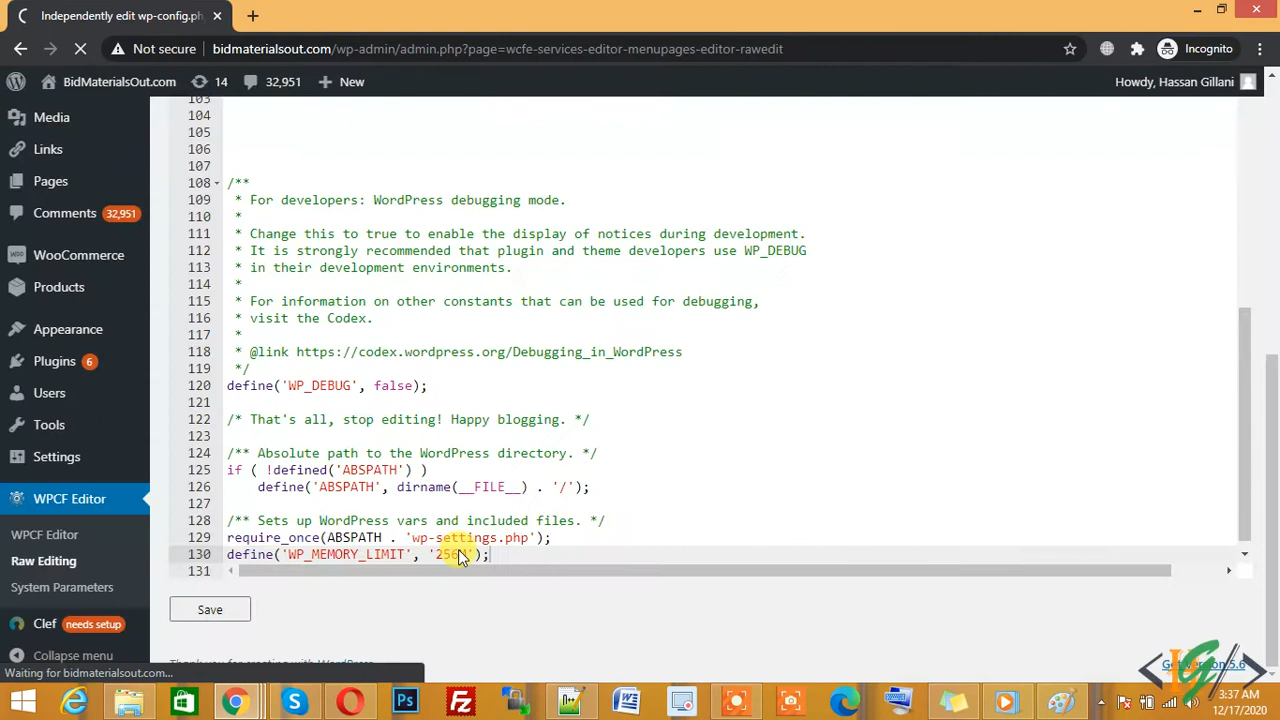 Independently edit wp-config.ph
Not secure
bidmaterialsout.com/wp-admin/admin.php?page=wcfe-services-editor-menupages-editor-rawedit
Incognito
BidMaterialsOut.com
14
32,951
New
Howdy, Hassan Gillani
Media
Links
Pages
Comments 32,951
WooCommerce
Products
Appearance
Plugins 6
Users
Tools
Settings
WPCF Editor
WPCF Editor
Raw Editing
System Parameters
Clef needs setup
Collapse menu
103
104
105
106
107
108 /**
109 * For developers: WordPress debugging mode.
110 *
111 * Change this to true to enable the display of notices during development.
112 * It is strongly recommended that plugin and theme developers use WP_DEBUG
113 * in their development environments.
114 *
115 * For information on other constants that can be used for debugging,
116 * visit the Codex.
117 *
118 * @link https://codex.wordpress.org/Debugging_in_WordPress
119 */
120 define('WP_DEBUG', false);
121
122 /* That's all, stop editing! Happy blogging. */
123
124 /** Absolute path to the WordPress directory. */
125 if ( !defined('ABSPATH') )
126 define('ABSPATH', dirname(__FILE__) . '/');
127
128 /** Sets up WordPress vars and included files. */
129 require_once(ABSPATH . 'wp-settings.php');
130 define('WP_MEMORY_LIMIT', '256M');
131
Save
Waiting for bidmaterialsout.com...
Get Version 5.6
3:37 AM
12/17/2020